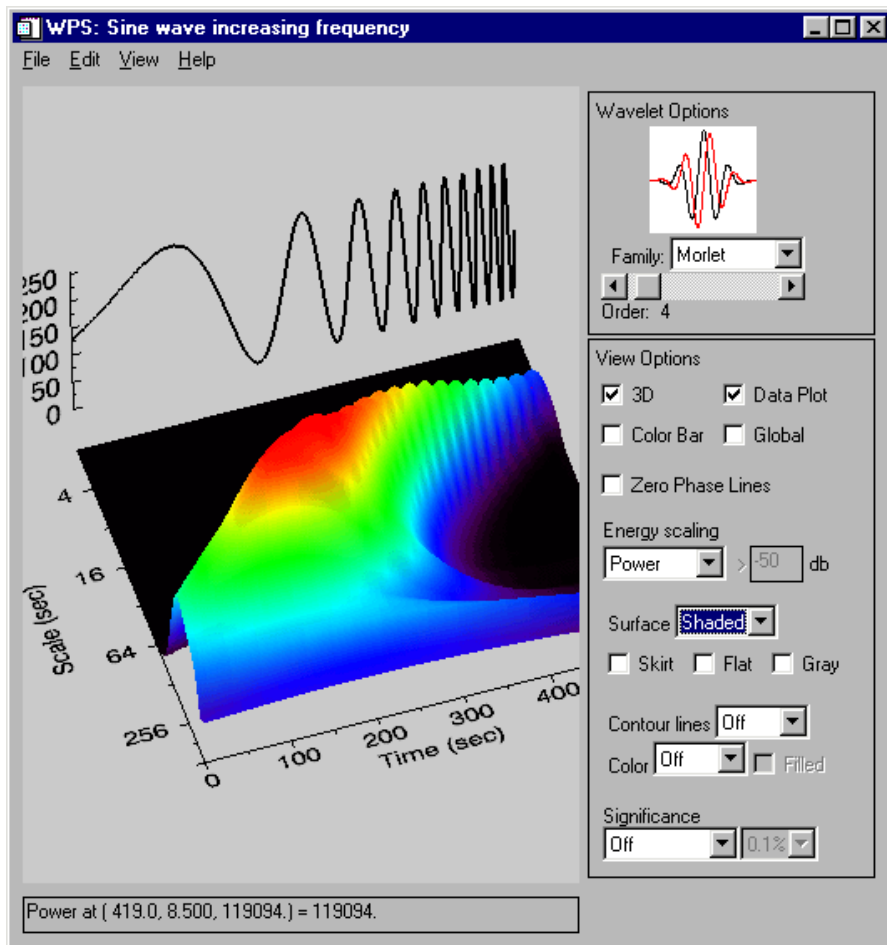 WPS: Sine wave increasing frequency
File Edit View Help
250
200
150
100
50
0
4
16
64
256
Scale (sec)
0
100
200
300
400
Time (sec)
Wavelet Options
Family: Morlet
Order: 4
View Options
3D Data Plot
Color Bar Global
Zero Phase Lines
Energy scaling
Power > -50 db
Surface Shaded
Skirt Flat Gray
Contour lines Off
Color Off Filled
Significance
Off 0.1%
Power at ( 419.0, 8.500, 119094.) = 119094.